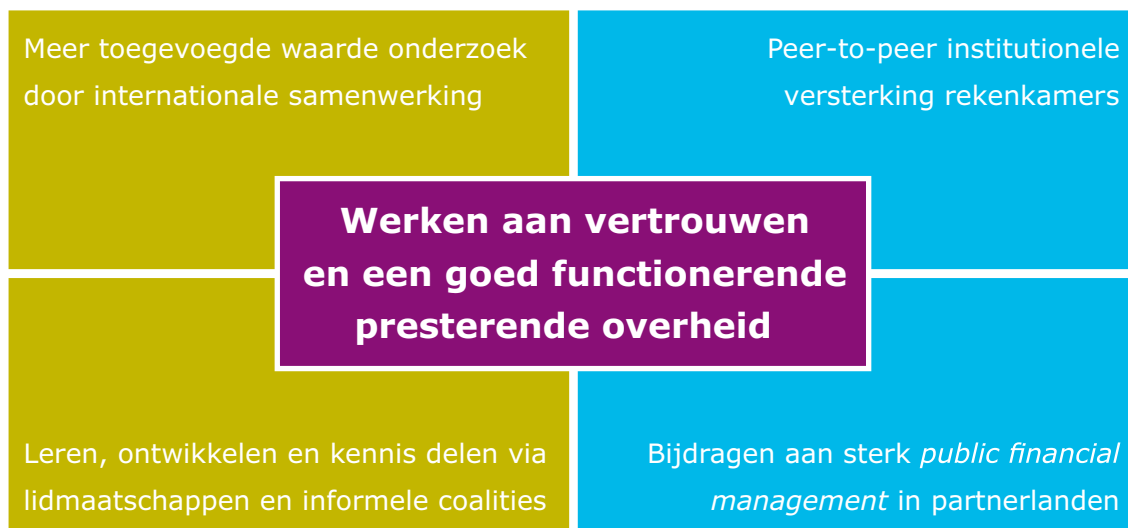 Meer toegevoegde waarde onderzoek
door internationale samenwerking
Peer-to-peer institutionele
versterking rekenkamers
Werken aan vertrouwen
en een goed functionerende
presterende overheid
Leren, ontwikkelen en kennis delen via
lidmaatschappen en informele coalities
Bijdragen aan sterk public financial
management in partnerlanden